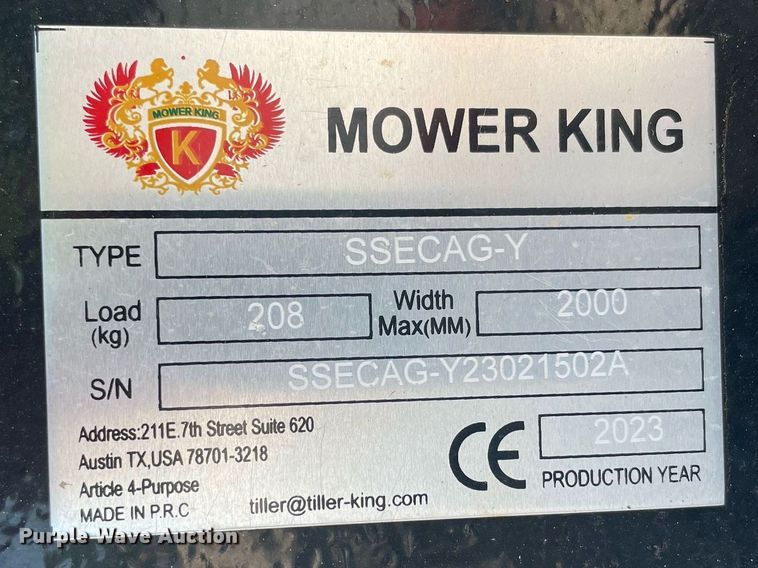 MOWER KING
K
MOWER KING
TYPE SSECAG-Y
Load (kg) 208 Width Max(MM) 2000
S/N SSECAG-Y23021502A
Address:211E.7th Street Suite 620
Austin TX,USA 78701-3218
Article 4-Purpose
MADE IN P.R.C
tiller@tiller-king.com
CE
2023
PRODUCTION YEAR
Purple Wave Auction